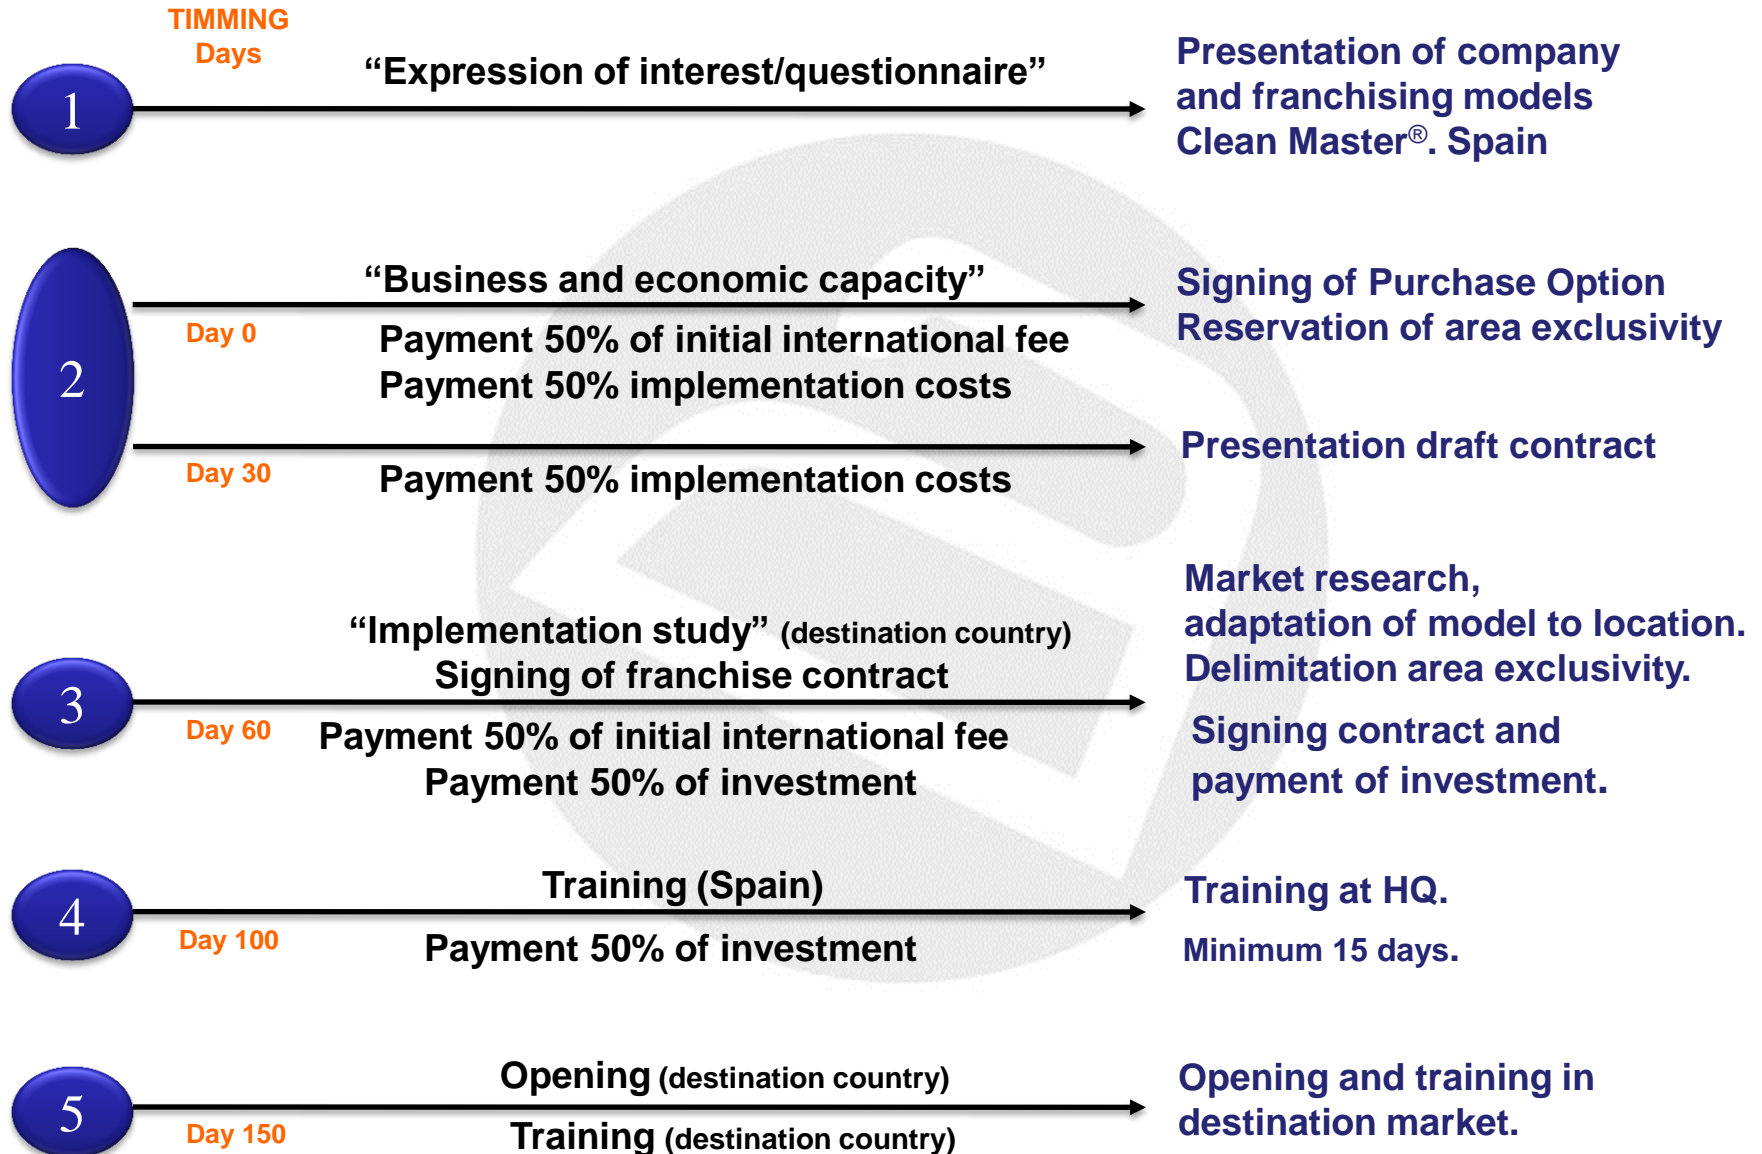 TIMMING
Days
1
“Expression of interest/questionnaire”
Presentation of company
and franchising models
Clean Master®. Spain
2
“Business and economic capacity”
Day 0
Payment 50% of initial international fee
Payment 50% implementation costs
Signing of Purchase Option
Reservation of area exclusivity
Day 30
Payment 50% implementation costs
Presentation draft contract
3
“Implementation study” (destination country)
Signing of franchise contract
Day 60
Payment 50% of initial international fee
Payment 50% of investment
Market research,
adaptation of model to location.
Delimitation area exclusivity.
Signing contract and
payment of investment.
4
Training (Spain)
Day 100
Payment 50% of investment
Training at HQ.
Minimum 15 days.
5
Opening (destination country)
Day 150
Training (destination country)
Opening and training in
destination market.